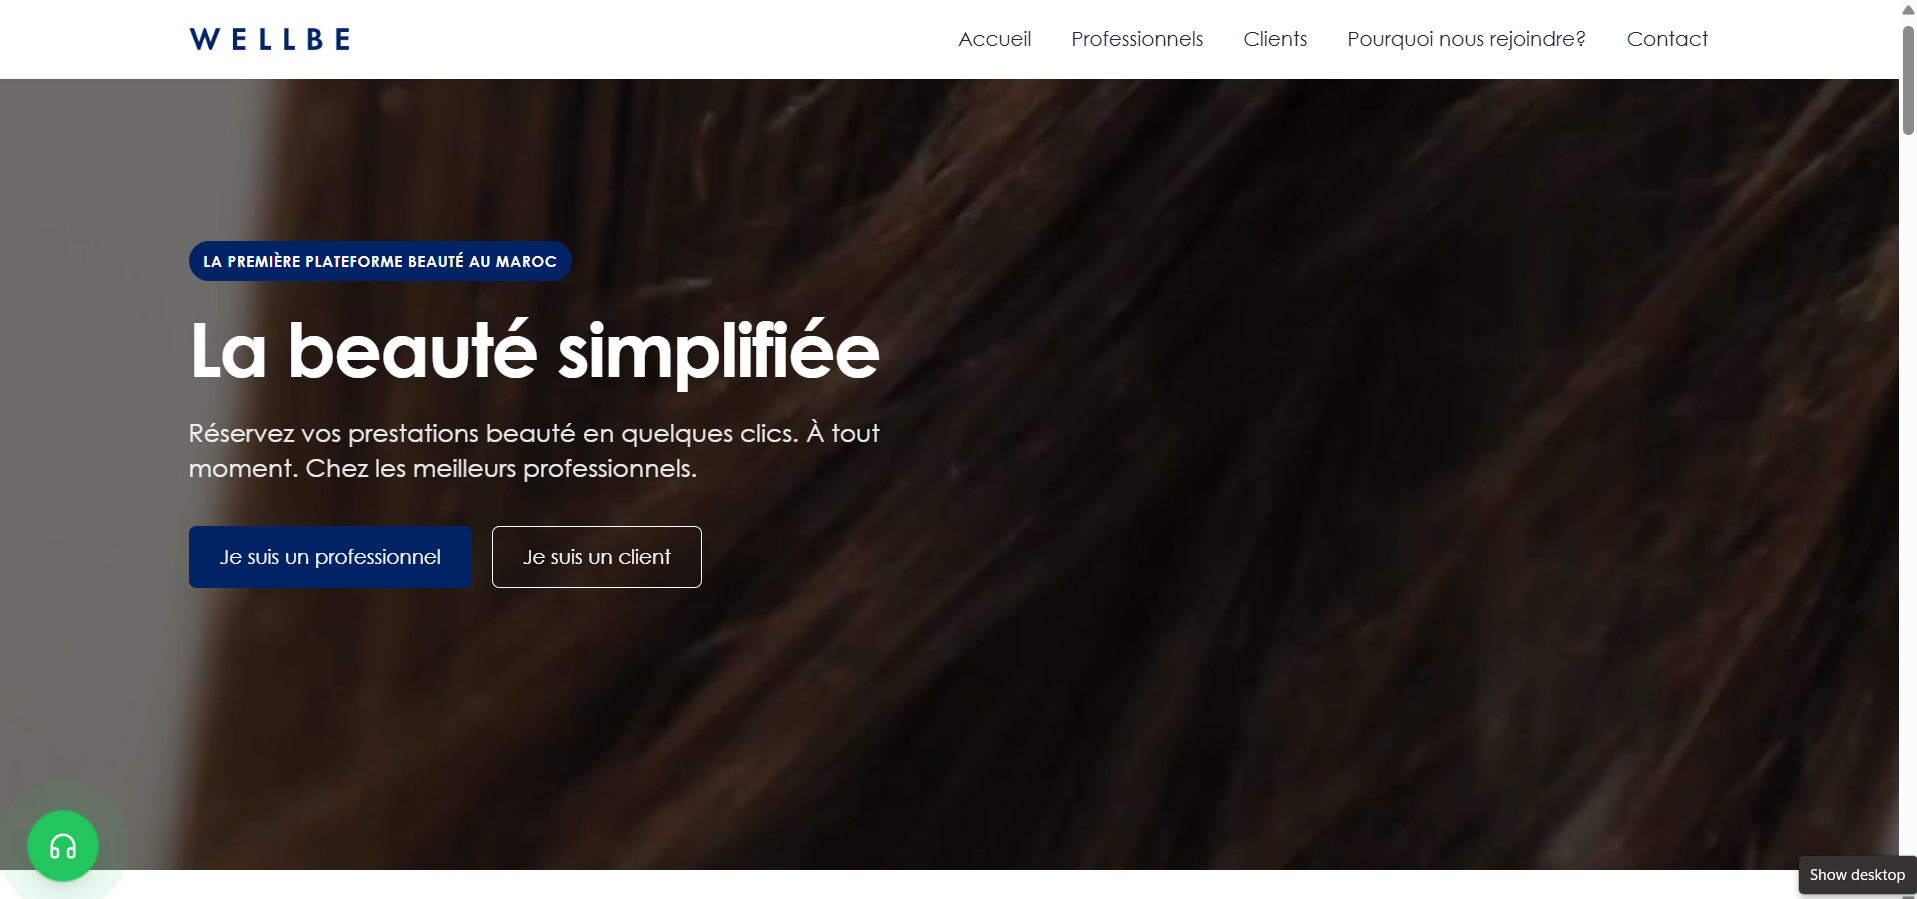 WELLBE
Accueil
Professionnels
Clients
Pourquoi nous rejoindre?
Contact
LA PREMIÈRE PLATEFORME BEAUTÉ AU MAROC
La beauté simplifiée
Réservez vos prestations beauté en quelques clics. À tout
moment. Chez les meilleurs professionnels.
Je suis un professionnel
Je suis un client
Show desktop